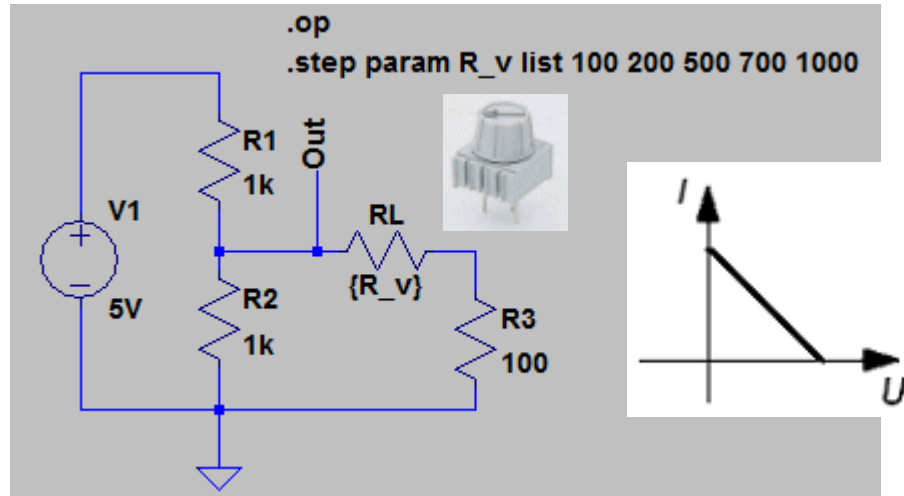 .op
.step param R_v list 100 200 500 700 1000
R1
1k
Out
V1
5V
RL
{R_v}
R2
1k
R3
100
I
U